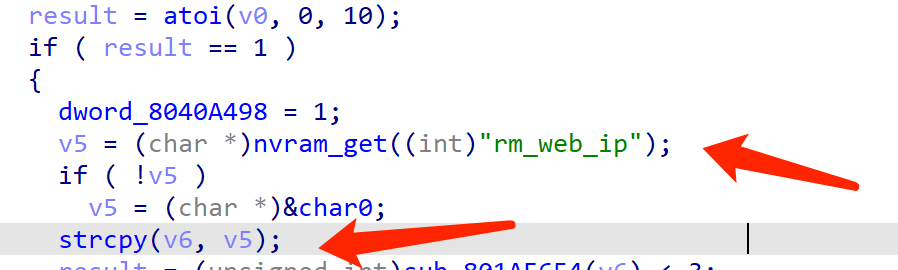 result = atoi(v0, 0, 10);
if ( result == 1 )
{
dword_8040A498 = 1;
v5 = (char *)nvram_get((int)"rm_web_ip");
if ( !v5 )
v5 = (char *)&char0;
strcpy(v6, v5);